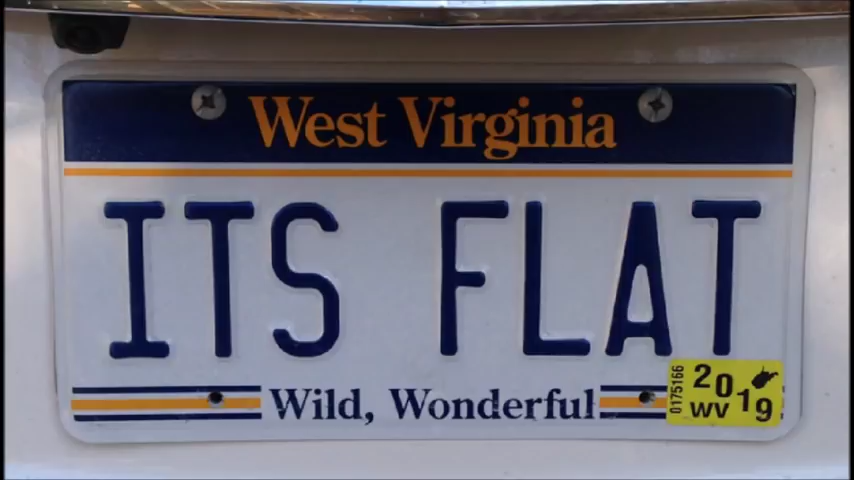 West Virginia
ITS FLAT
Wild, Wonderful
0175166
2019
WV